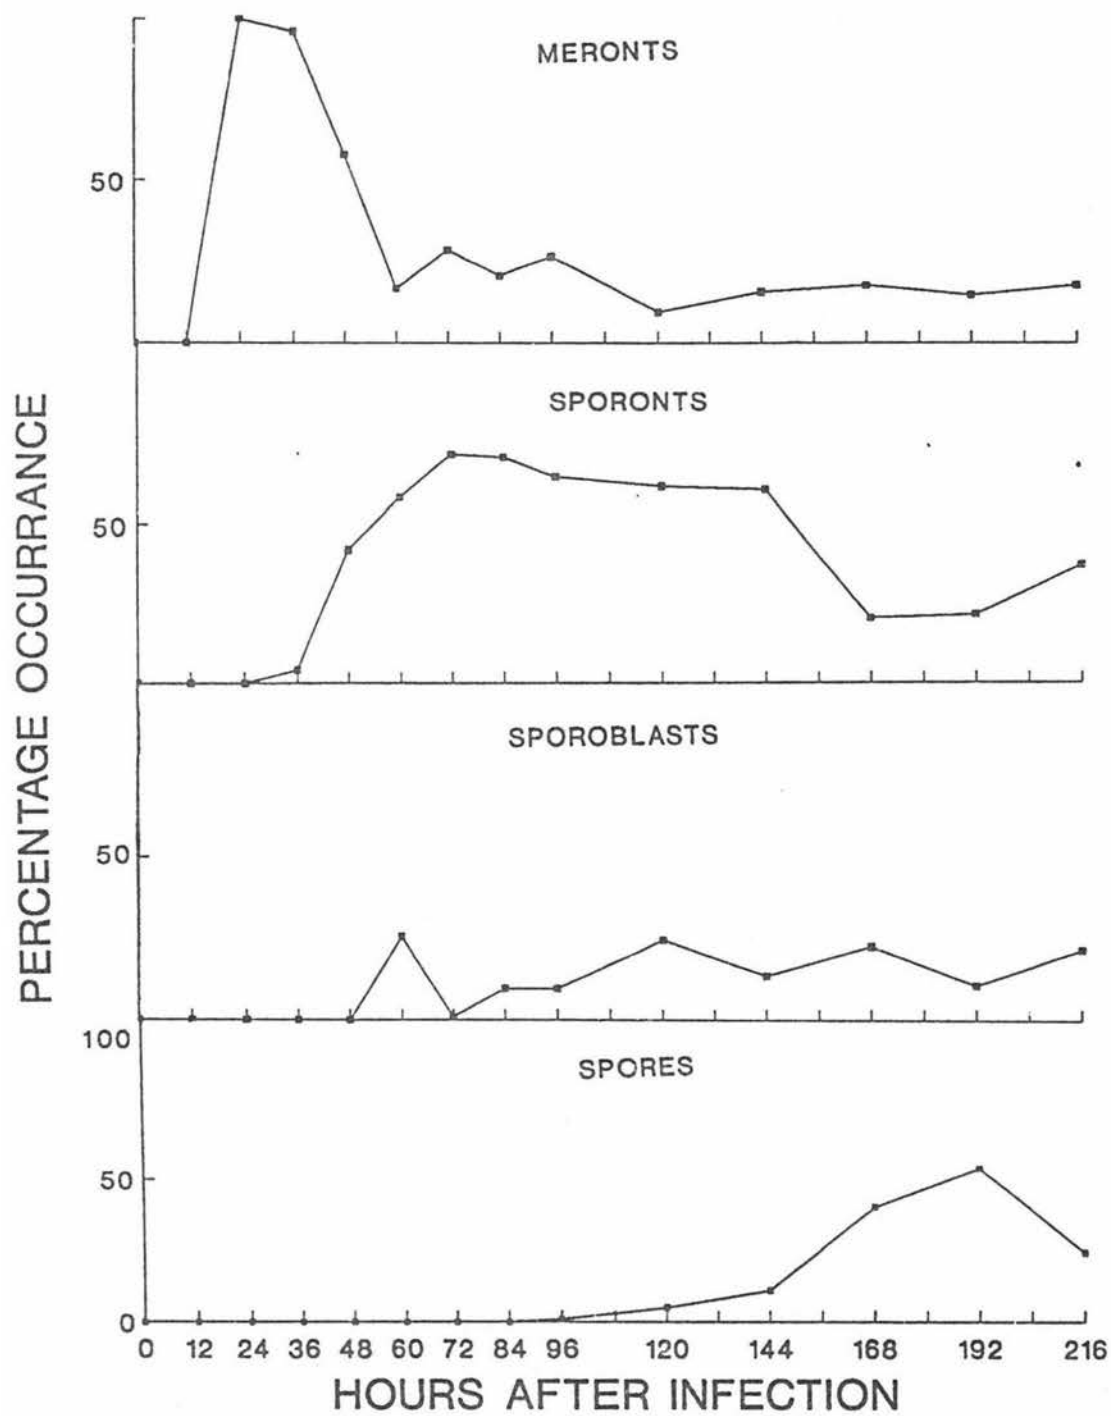 MERONTS
50
SPORONTS
50
SPOROBLASTS
50
100
SPORES
50
0
0 12 24 36 48 60 72 84 96 120 144 168 192 216
HOURS AFTER INFECTION
PERCENTAGE OCCURRANCE